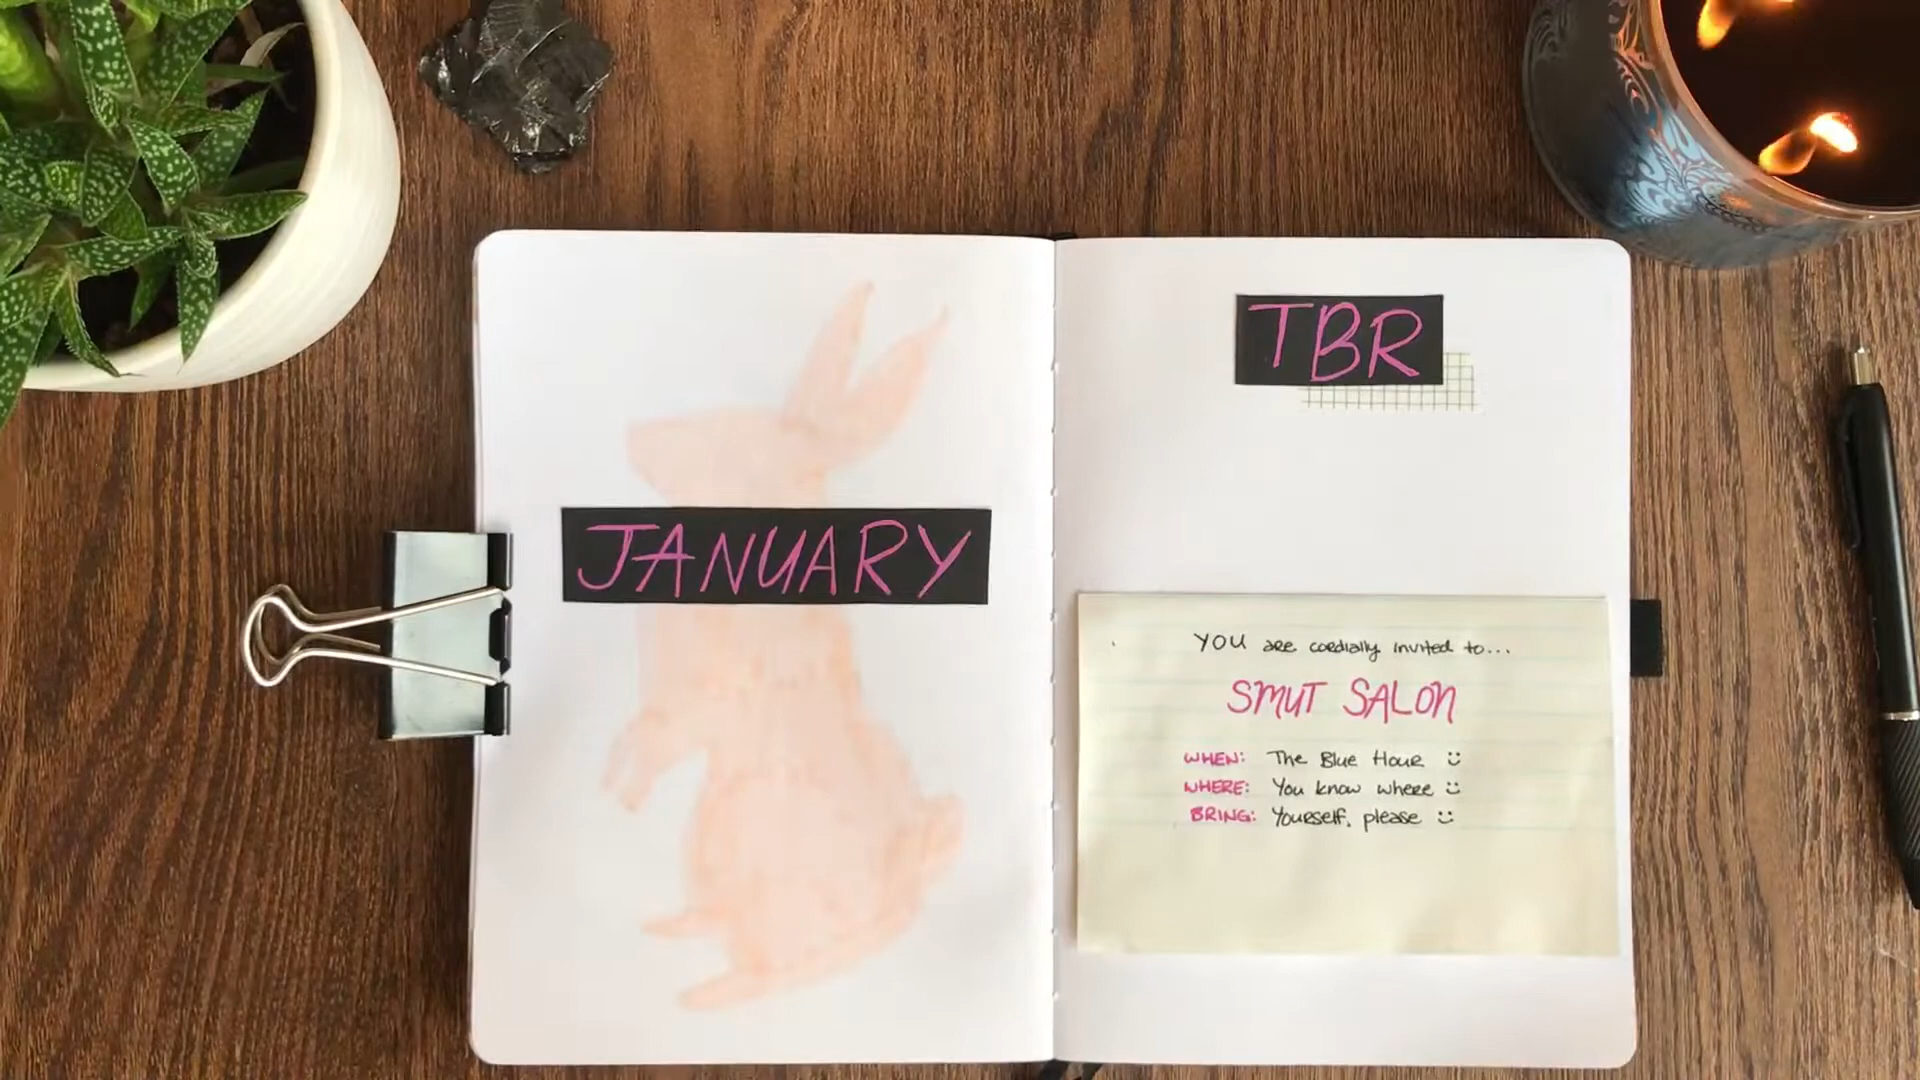 JANUARY
TBR
YOU are cordially invited to...
SMUT SALON
WHEN: The Blue Hour :)
WHERE: You know where :)
BRING: Yourself, please :)